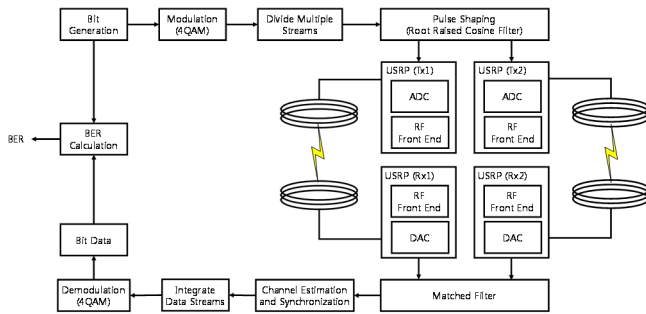 Bit
Generation
Modulation
(4QAM)
Divide Multiple
Streams
Pulse Shaping
(Root Raised Cosine Filter)
USRP (Tx1)
ADC
RF
Front End
USRP (Tx2)
ADC
RF
Front End
BER
BER
Calculation
USRP (Rx1)
RF
Front End
DAC
USRP (Rx2)
RF
Front End
DAC
Bit Data
Demodulation
(4QAM)
Integrate
Data Streams
Channel Estimation
and Synchronization
Matched Filter